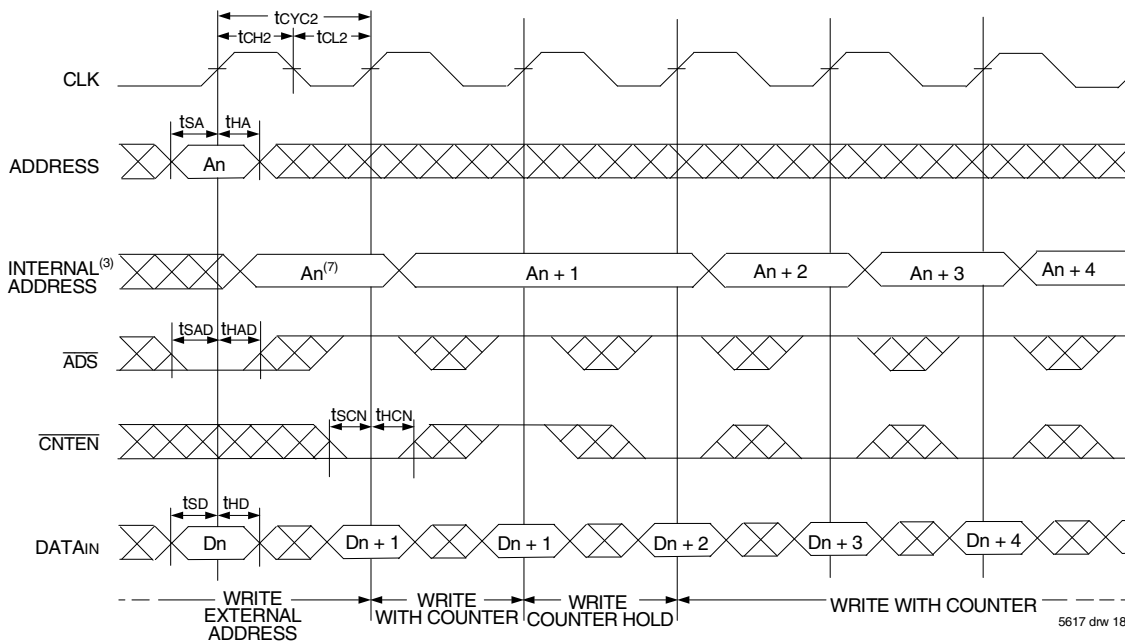 tCYC2
tCH2 tCL2
CLK
tSA tHA
ADDRESS An
INTERNAL(3) ADDRESS An(7) An + 1 An + 2 An + 3 An + 4
tSAD tHAD
ADS
tSCN tHCN
CNTEN
tSD tHD
DATAIN Dn Dn + 1 Dn + 1 Dn + 2 Dn + 3 Dn + 4
WRITE EXTERNAL ADDRESS
WRITE WITH COUNTER
WRITE COUNTER HOLD
WRITE WITH COUNTER
5617 drw 18